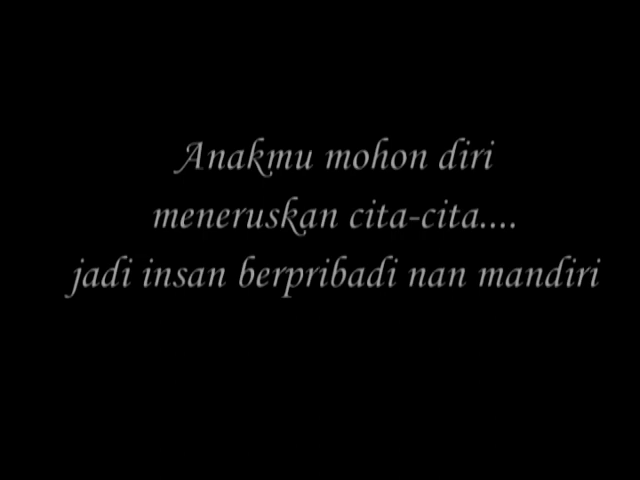 Anakmu mohon diri
meneruskan cita-cita....
jadi insan berpribadi nan mandiri